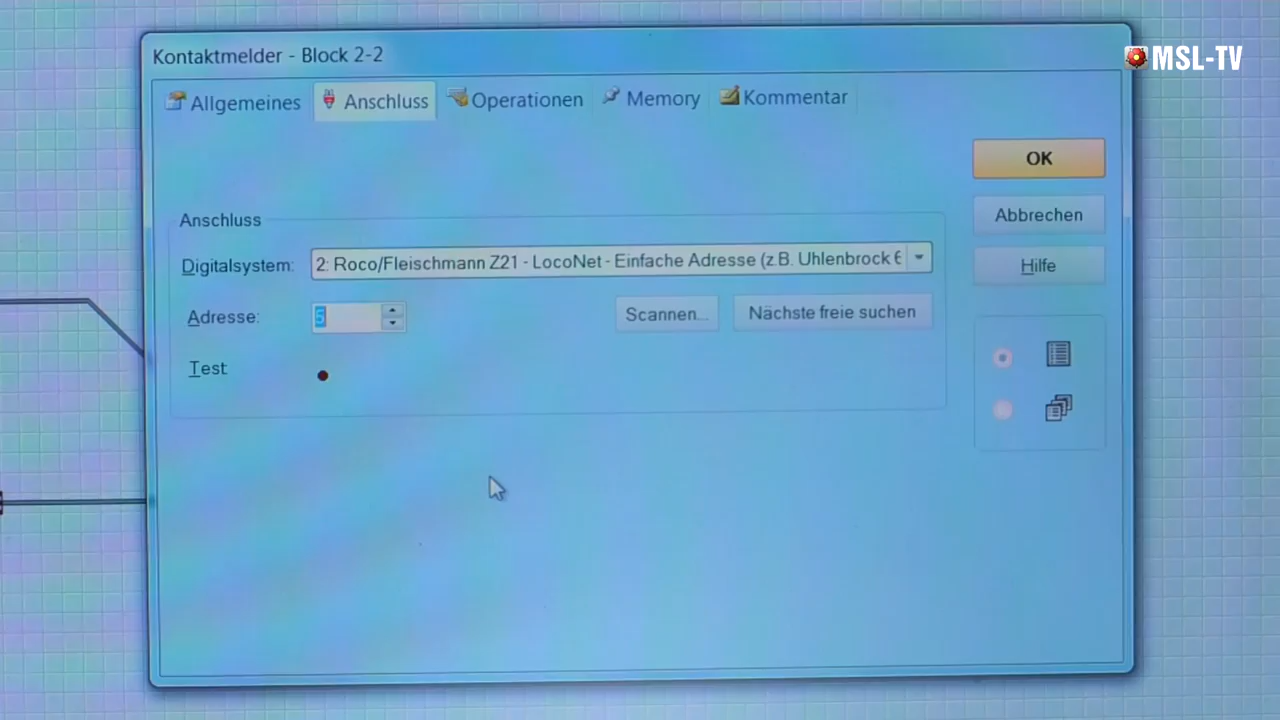 Kontaktmelder - Block 2-2
MSL-TV
Allgemeines
Anschluss
Operationen
Memory
Kommentar
OK
Abbrechen
Hilfe
Anschluss
Digitalsystem:
2: Roco/Fleischmann Z21 - LocoNet - Einfache Adresse (z.B. Uhlenbrock 6
Adresse:
5
Scannen...
Nächste freie suchen
Test